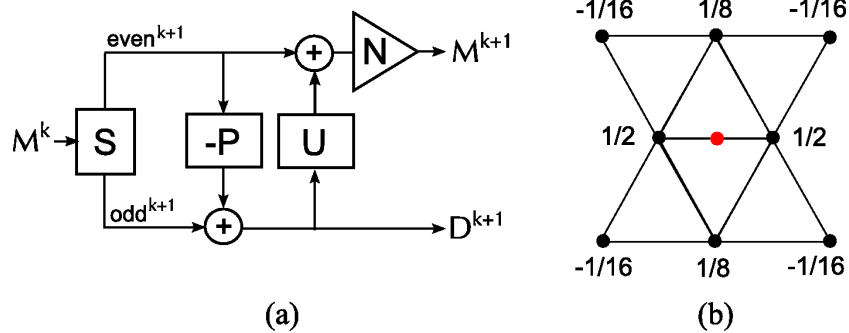 even^{k+1}
M^k
S
-P
U
N
M^{k+1}
odd^{k+1}
D^{k+1}
(a)
-1/16 1/8 -1/16
1/2 1/2
-1/16 1/8 -1/16
(b)